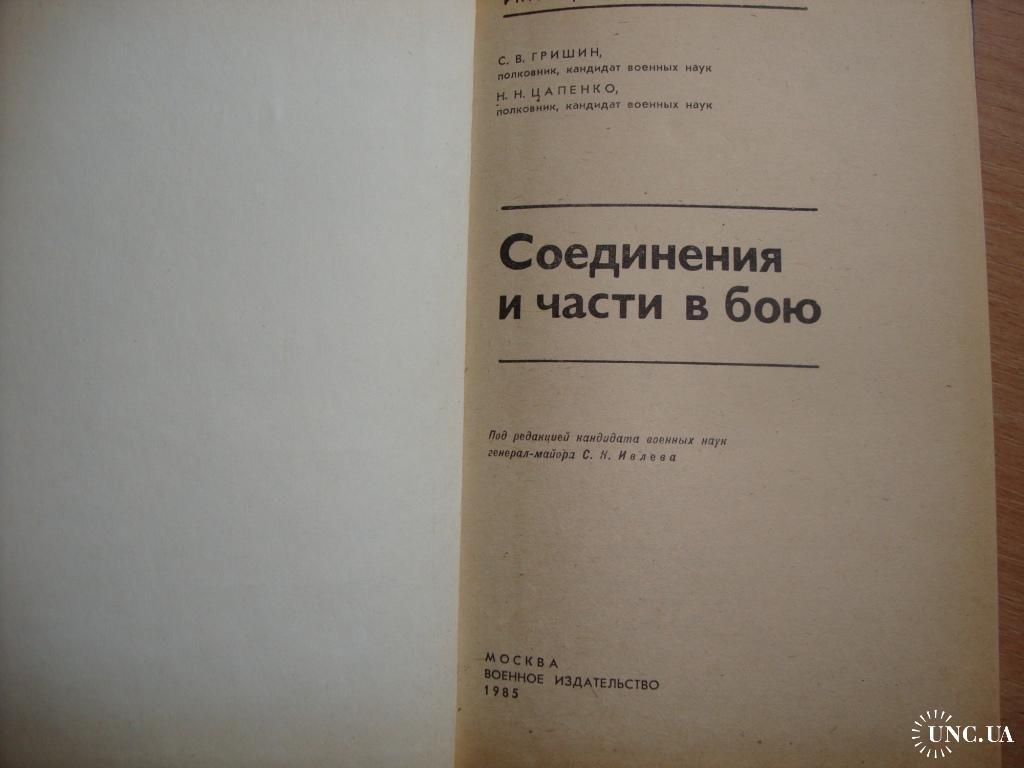 С. В. ГРИШИН,
полковник, кандидат военных наук
Н. Н. ЦАПЕНКО,
полковник, кандидат военных наук
Соединения
и части в бою
Под редакцией кандидата военных наук
генерал-майора С. К. Ивлева
МОСКВА
ВОЕННОЕ ИЗДАТЕЛЬСТВО
1985
UNC.UA